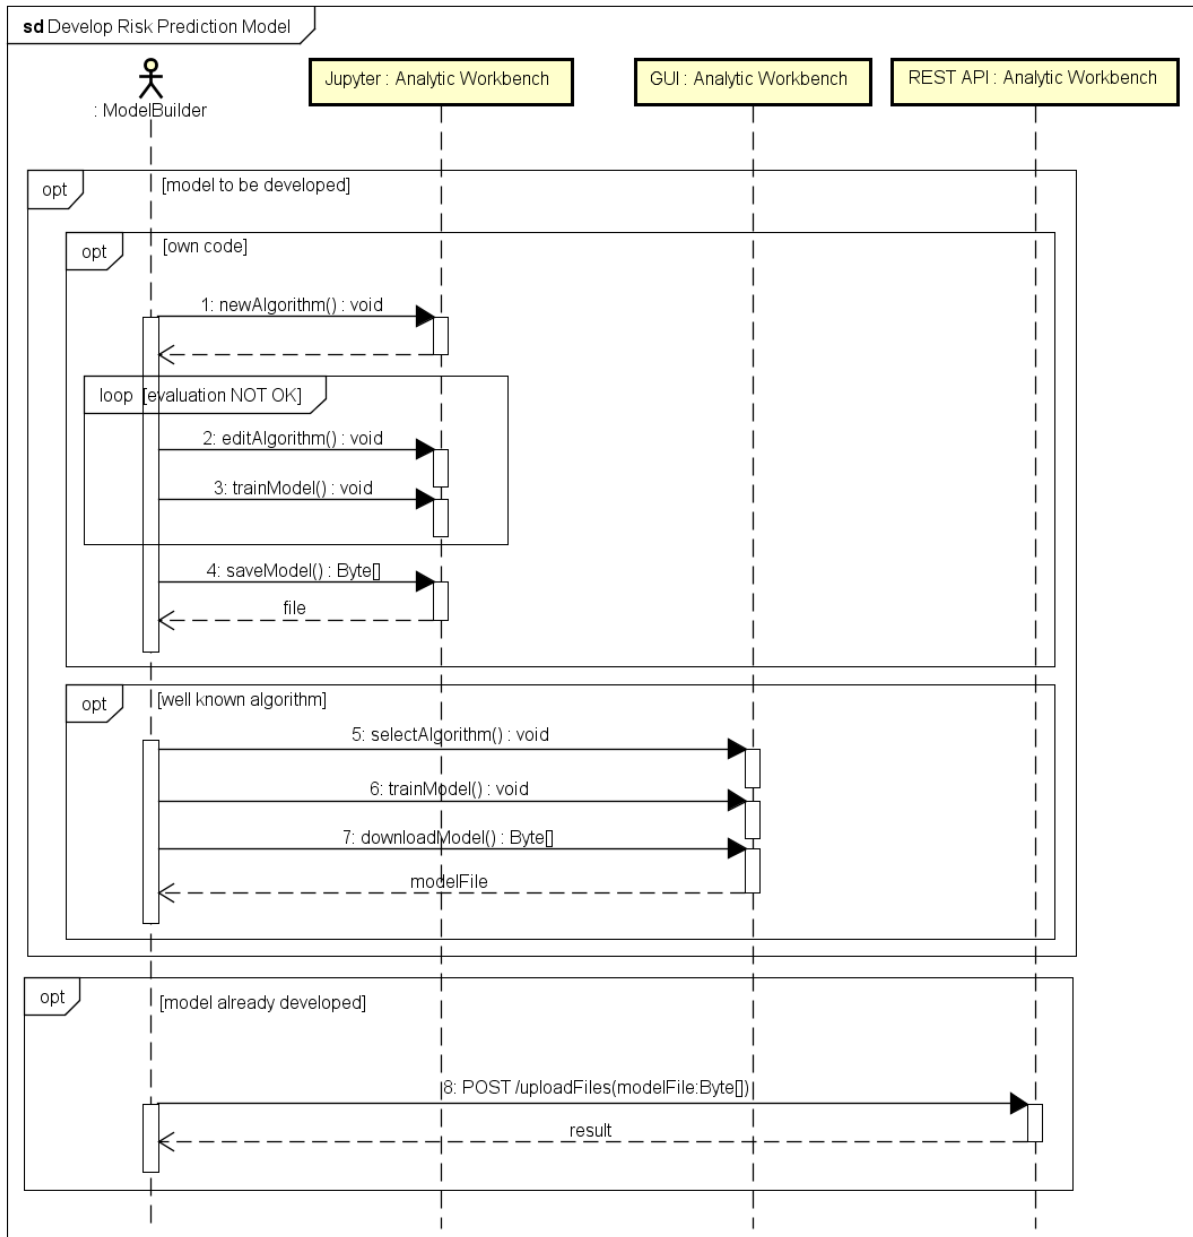 sd Develop Risk Prediction Model
: ModelBuilder
Jupyter : Analytic Workbench
GUI : Analytic Workbench
REST API : Analytic Workbench
opt
[model to be developed]
opt
[own code]
1: newAlgorithm() : void
loop [evaluation NOT OK]
2: editAlgorithm() : void
3: trainModel() : void
4: saveModel() : Byte[]
file
opt
[well known algorithm]
5: selectAlgorithm() : void
6: trainModel() : void
7: downloadModel() : Byte[]
modelFile
opt
[model already developed]
8: POST /uploadFiles(modelFile:Byte[])
result